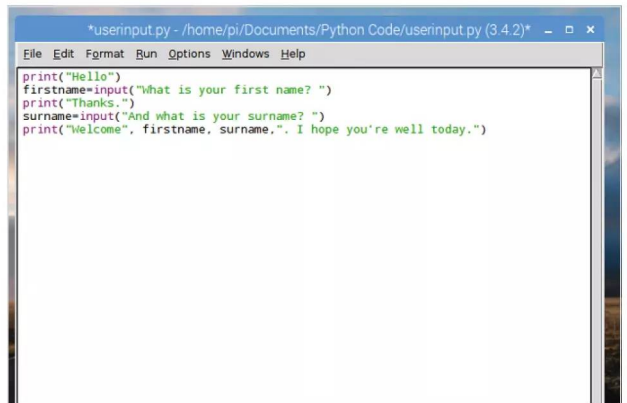 *userinput.py - /home/pi/Documents/Python Code/userinput.py (3.4.2)*
File Edit Format Run Options Windows Help
print("Hello")
firstname=input("What is your first name? ")
print("Thanks.")
surname=input("And what is your surname? ")
print("Welcome", firstname, surname,". I hope you're well today.")